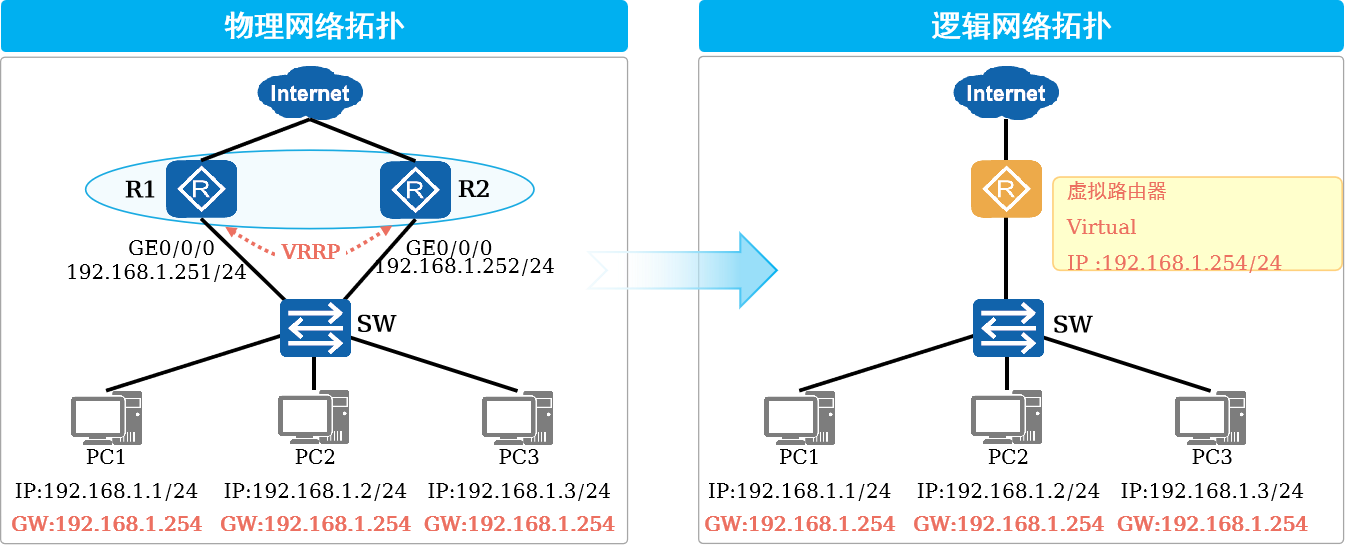 物理网络拓扑
Internet
R
R
R1
R2
VRRP
GE0/0/0
192.168.1.251/24
GE0/0/0
192.168.1.252/24
SW
PC1
PC2
PC3
IP:192.168.1.1/24
IP:192.168.1.2/24
IP:192.168.1.3/24
GW:192.168.1.254
GW:192.168.1.254
GW:192.168.1.254
逻辑网络拓扑
Internet
R
虚拟路由器
Virtual
IP :192.168.1.254/24
SW
PC1
PC2
PC3
IP:192.168.1.1/24
IP:192.168.1.2/24
IP:192.168.1.3/24
GW:192.168.1.254
GW:192.168.1.254
GW:192.168.1.254